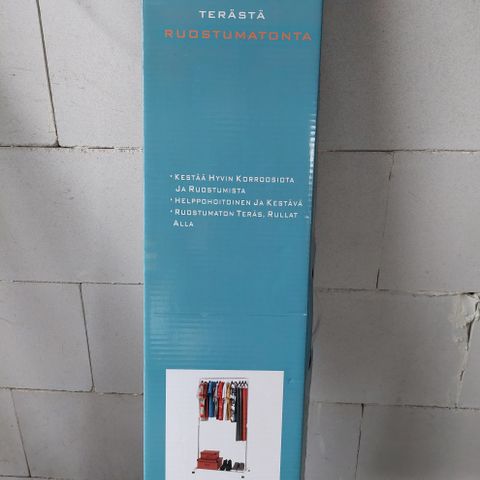 TERÄSTÄ
RUOSTUMATONTA
· KESTÄÄ HYVIN KORROOSIOTA
JA RUOSTUMISTA
· HELPPOHOITOINEN JA KESTÄVÄ
· RUOSTUMATON TERÄS, RULLAT
ALLA